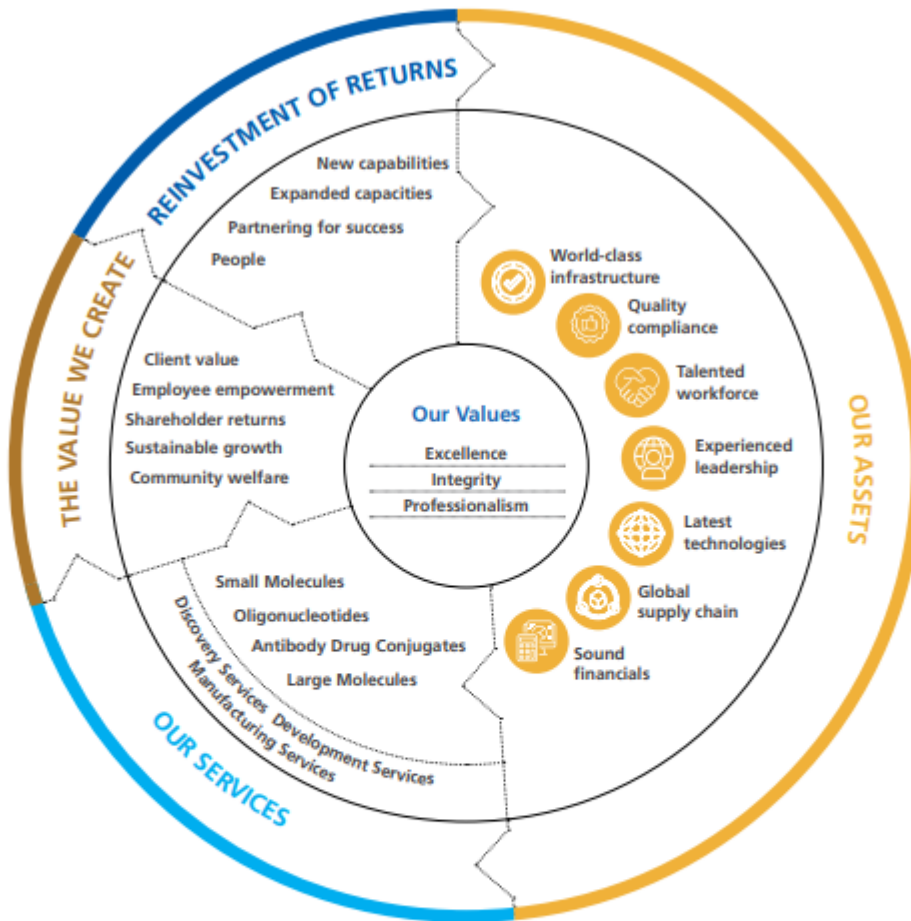 REINVESTMENT OF RETURNS
New capabilities
Expanded capacities
Partnering for success
People
THE VALUE WE CREATE
Client value
Employee empowerment
Shareholder returns
Sustainable growth
Community welfare
Our Values
Excellence
Integrity
Professionalism
OUR ASSETS
World-class
infrastructure
Quality
compliance
Talented
workforce
Experienced
leadership
Latest
technologies
Global
supply chain
Sound
financials
OUR SERVICES
Small Molecules
Oligonucleotides
Antibody Drug Conjugates
Large Molecules
Discovery Services Development Services
Manufacturing Services